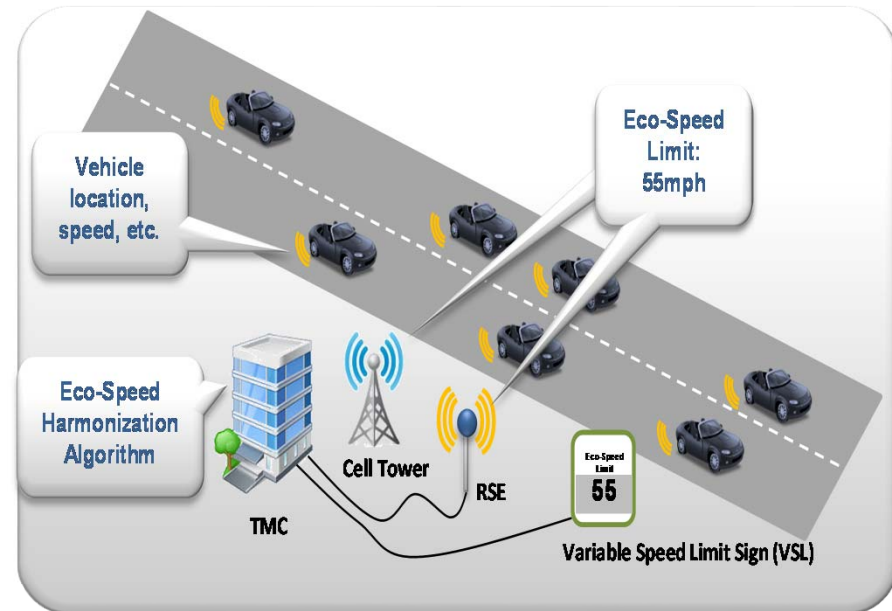 Vehicle
location,
speed, etc.
Eco-Speed
Limit:
55mph
Eco-Speed
Harmonization
Algorithm
Cell Tower
TMC
RSE
Eco-Speed
Limit
55
Variable Speed Limit Sign (VSL)